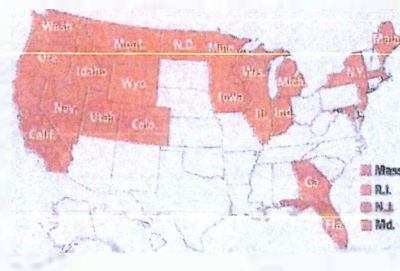 Wash.
Maine
Mont.
N.D.
Minn.
Ore.
Idaho
Wis.
Mich.
N.Y.
Wyo.
Iowa
Nev.
Utah
Colo.
Ill.
Ind.
Calif.
Mass
R.I.
N.J.
Md.
Ga.
Fla.